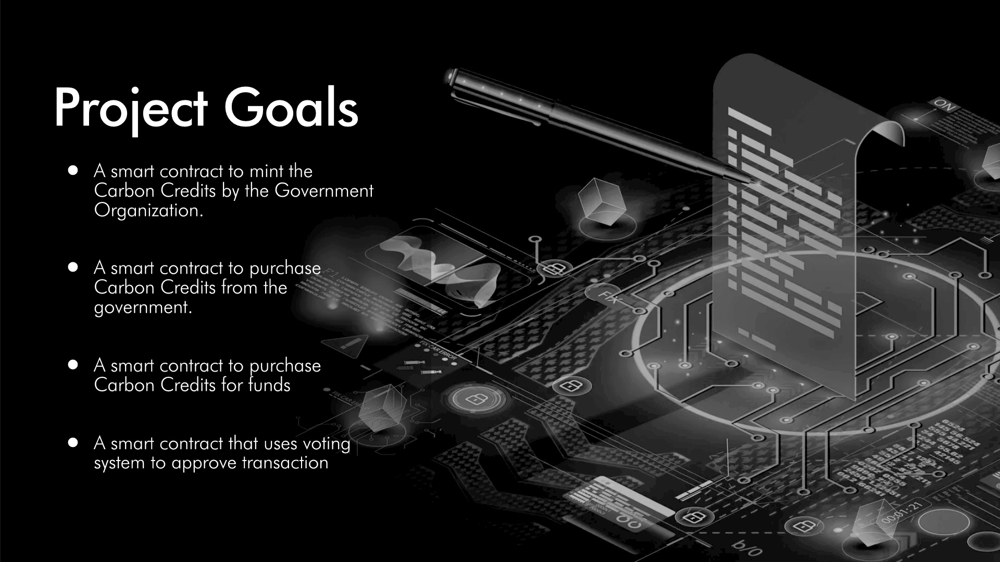 Project Goals
● A smart contract to mint the
Carbon Credits by the Government
Organization.
● A smart contract to purchase
Carbon Credits from the
government.
● A smart contract to purchase
Carbon Credits for funds
● A smart contract that uses voting
system to approve transaction
ON
FIX
FIX CAR ERROR
FIX CAR
00:01:21
b/0